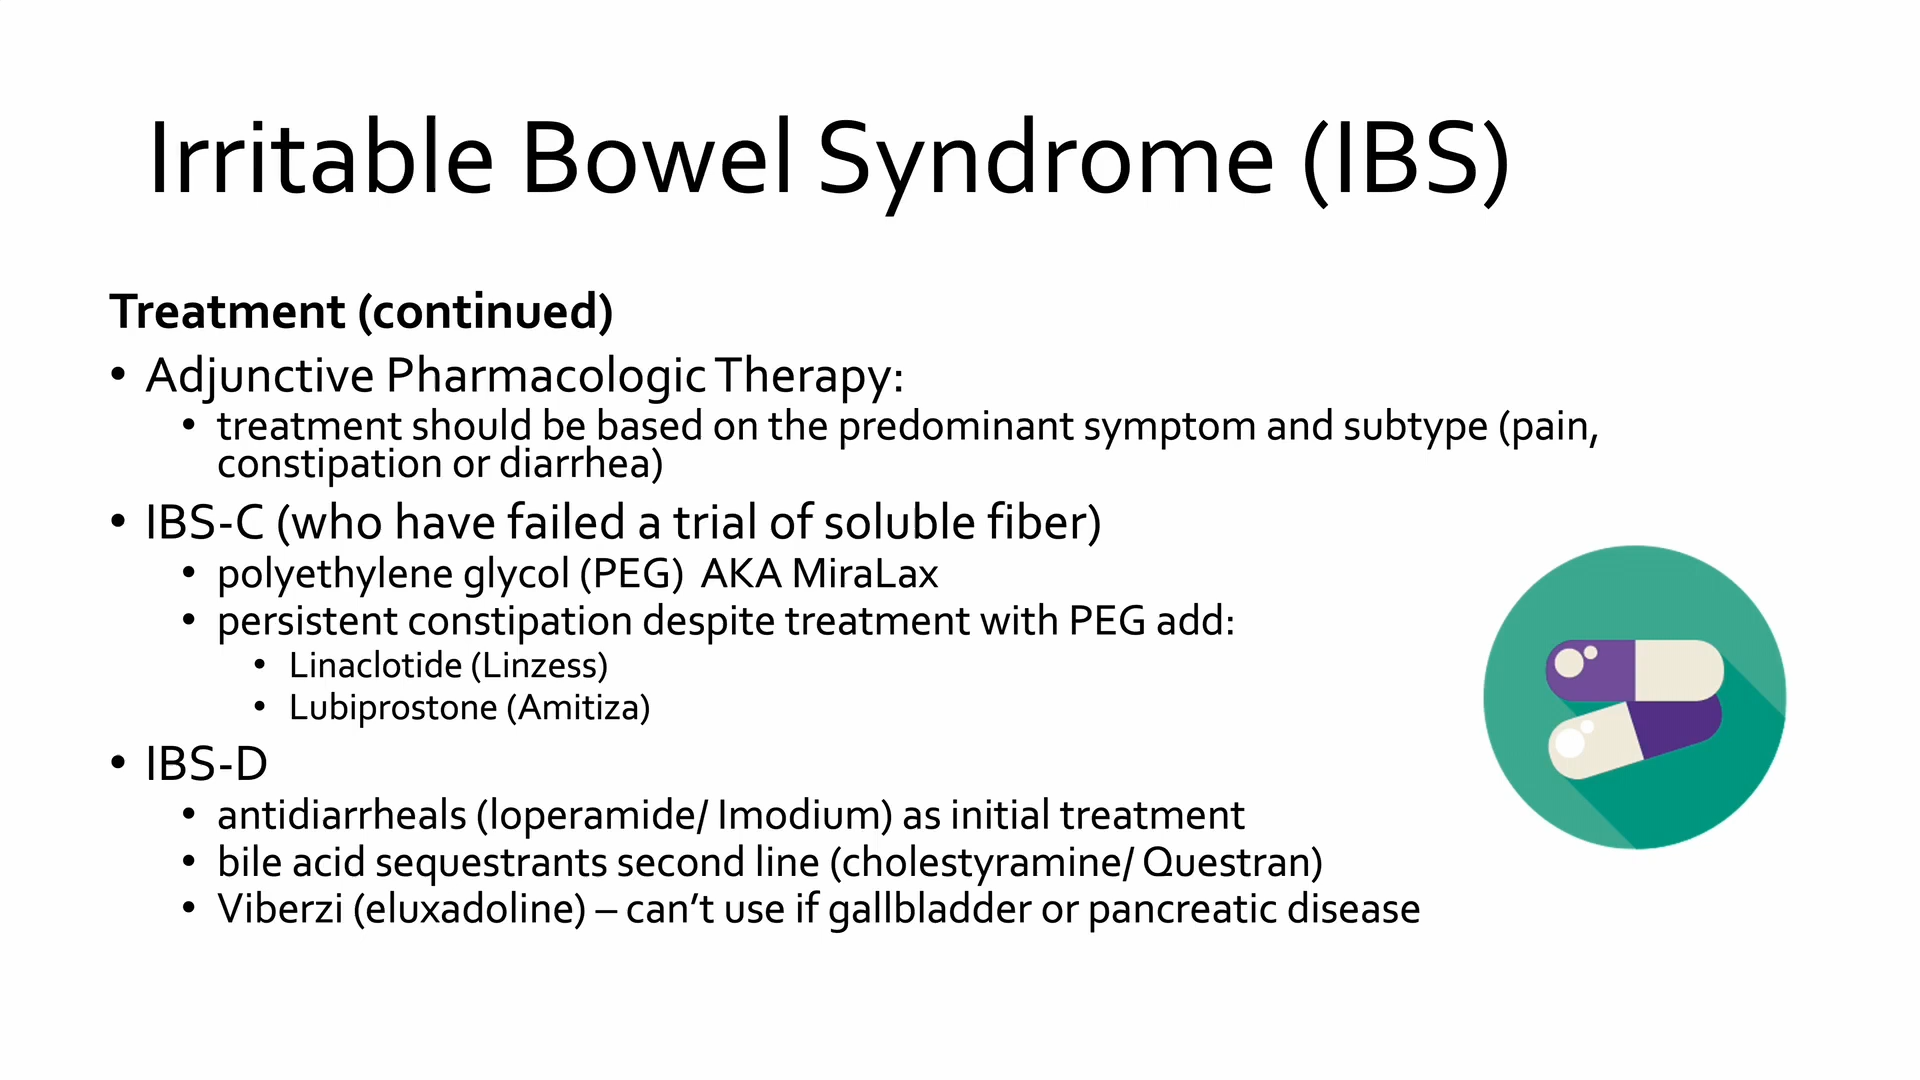 Irritable Bowel Syndrome (IBS)
Treatment (continued)
• Adjunctive Pharmacologic Therapy:
• treatment should be based on the predominant symptom and subtype (pain,
constipation or diarrhea)
• IBS-C (who have failed a trial of soluble fiber)
• polyethylene glycol (PEG)  AKA MiraLax
• persistent constipation despite treatment with PEG add:
• Linaclotide (Linzess)
• Lubiprostone (Amitiza)
• IBS-D
• antidiarrheals (loperamide/ Imodium) as initial treatment
• bile acid sequestrants second line (cholestyramine/ Questran)
• Viberzi (eluxadoline) – can’t use if gallbladder or pancreatic disease